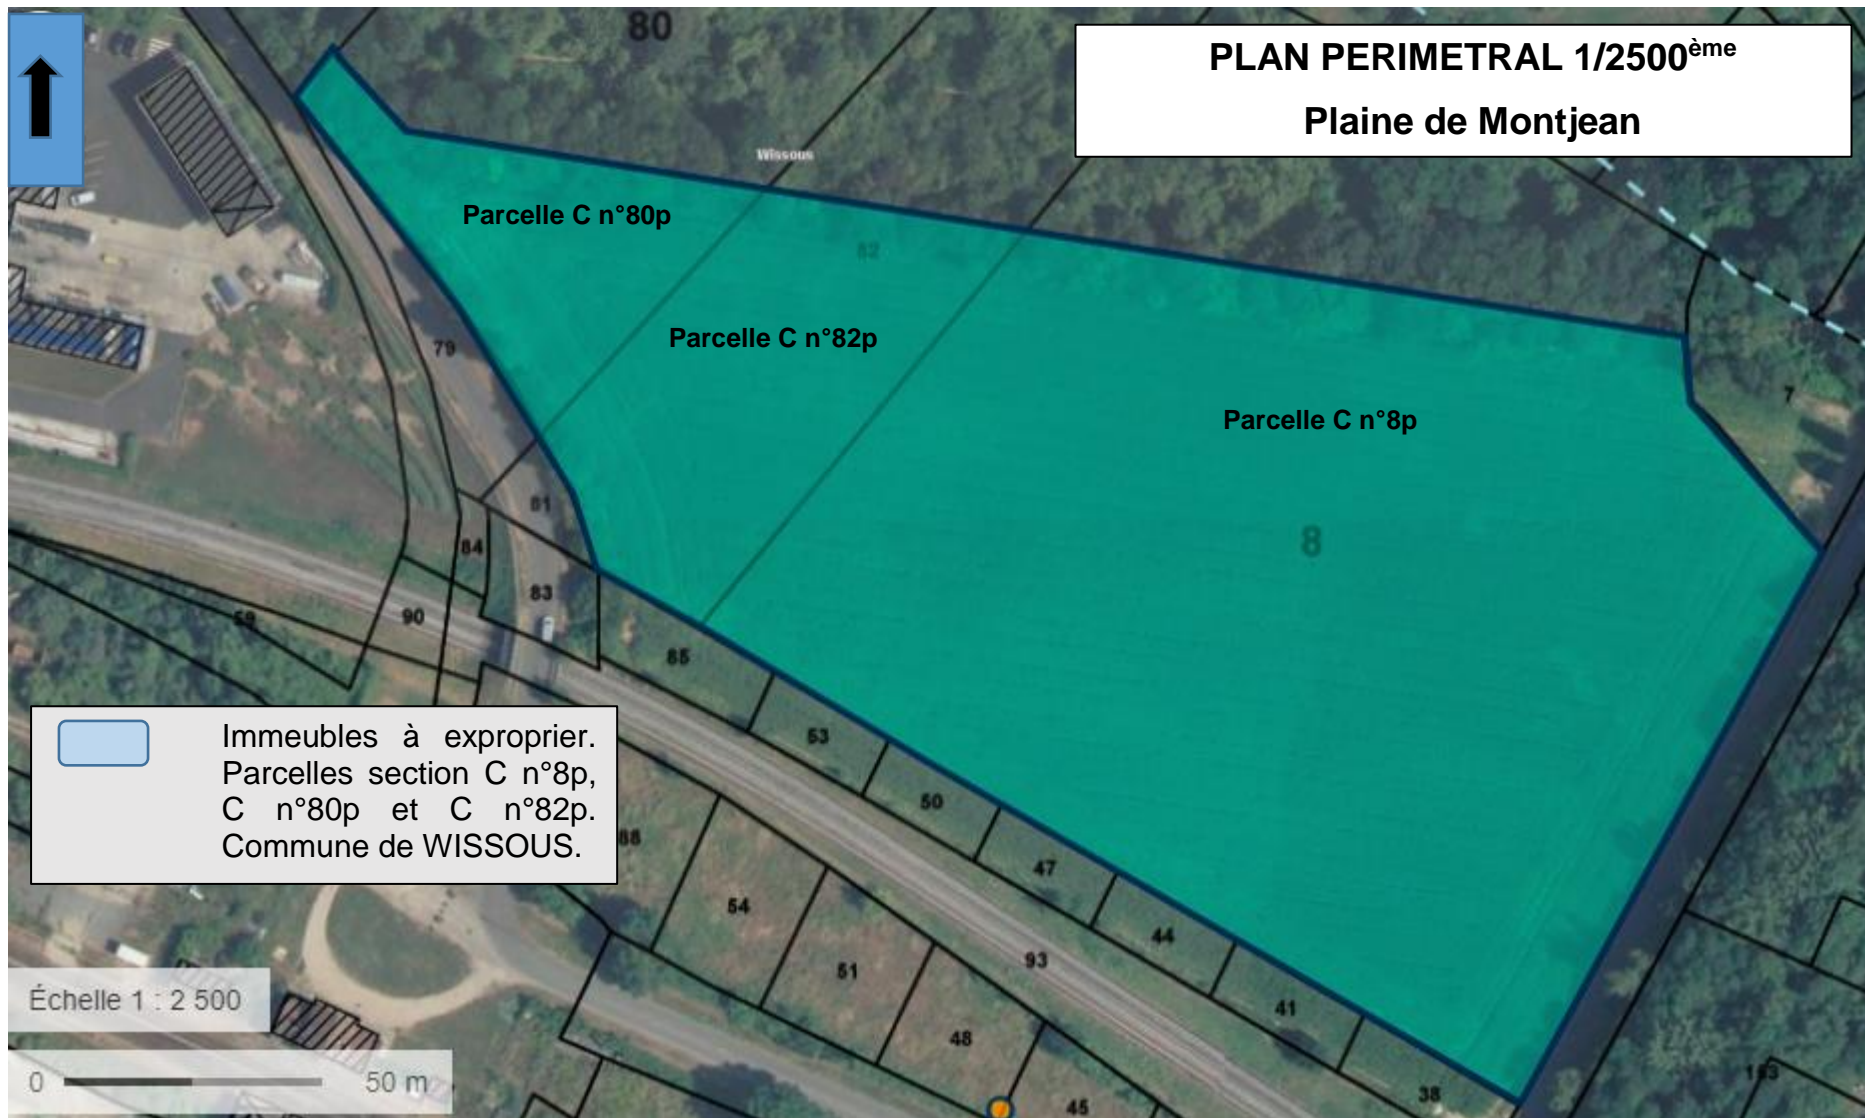 80
PLAN PERIMETRAL 1/2500ème
Plaine de Montjean
Wissous
Parcelle C n°80p
82
Parcelle C n°82p
79
7
Parcelle C n°8p
81
8
84
83
90
59
85
53
Immeubles à exproprier.
Parcelles section C n°8p,
C n°80p et C n°82p.
Commune de WISSOUS.
50
88
47
54
44
51
93
Échelle 1 : 2 500
41
48
0 50 m
38
45